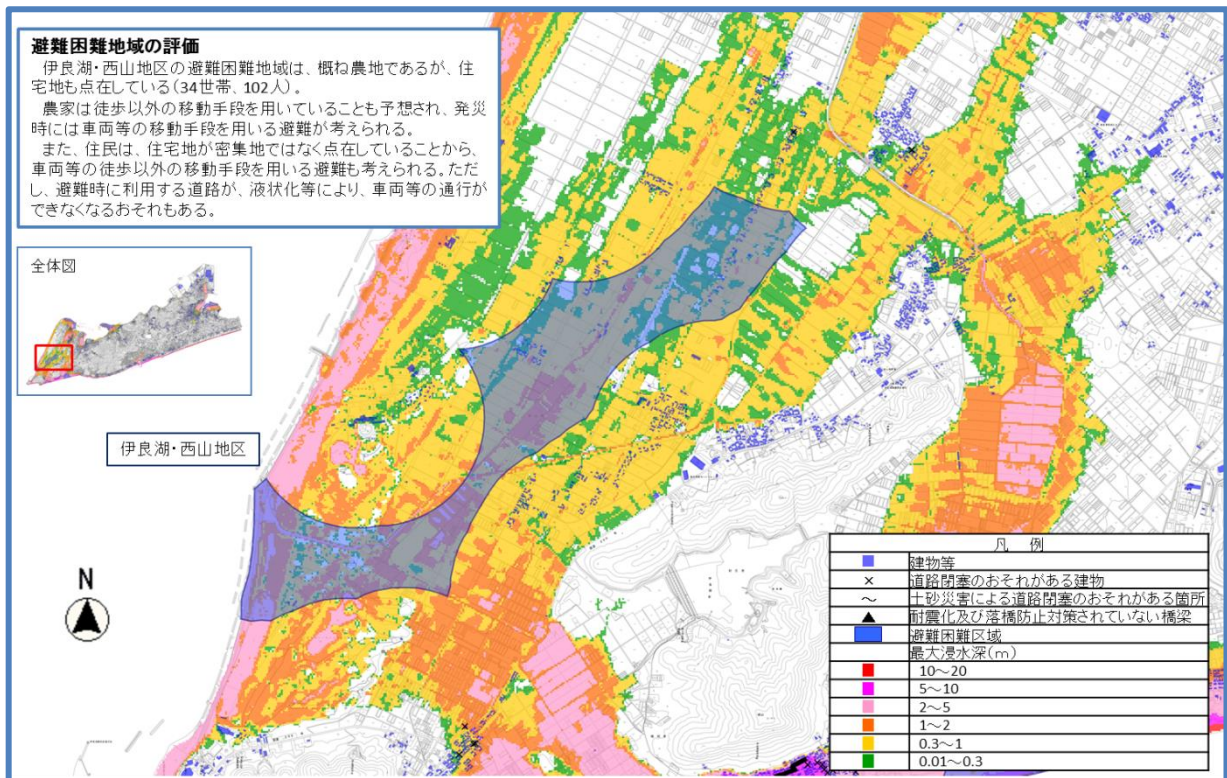 避難困難地域の評価
伊良湖・西山地区の避難困難地域は、概ね農地であるが、住
宅地も点在している(34世帯、102人)。
農家は徒歩以外の移動手段を用いていることも予想され、発災
時には車両等の移動手段を用いる避難が考えられる。
また、住民は、住宅地が密集地ではなく点在していることから、
車両等の徒歩以外の移動手段を用いる避難も考えられる。ただ
し、避難時に利用する道路が、液状化等により、車両等の通行が
できなくなるおそれもある。
全体図
伊良湖・西山地区
N
凡 例
建物等
× 道路閉塞のおそれがある建物
～ 土砂災害による道路閉塞のおそれがある箇所
▲ 耐震化及び落橋防止対策されていない橋梁
避難困難区域
最大浸水深(m)
10～20
5～10
2～5
1～2
0.3～1
0.01～0.3